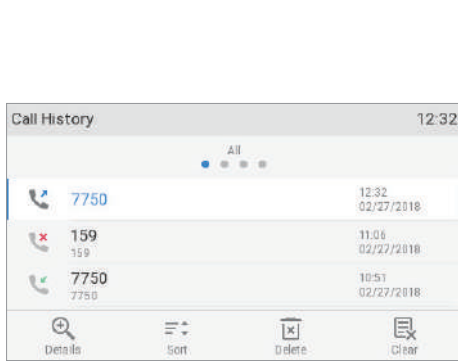 Call History 12:32
All
7750 12:32
02/27/2018
159 11:06
159 02/27/2018
7750 10:51
7750 02/27/2018
Details Sort Delete Clear